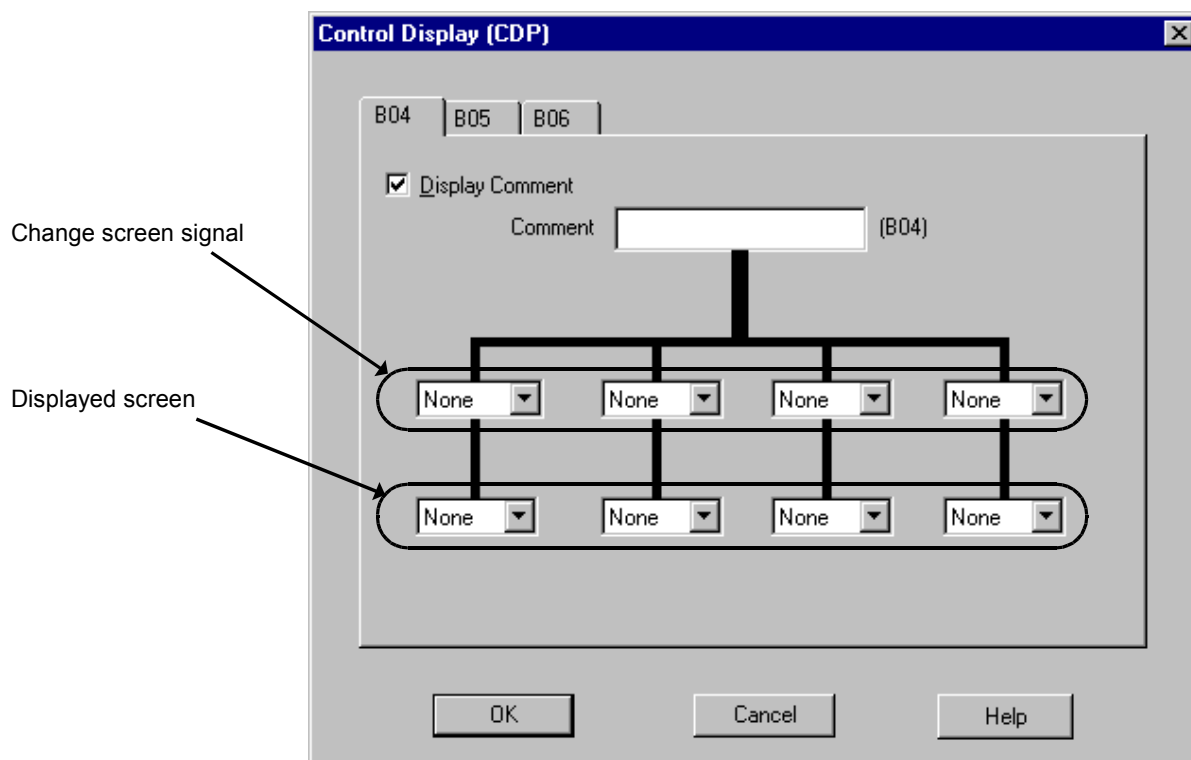 Control Display (CDP)
B04
B05
B06
Display Comment
Comment
(B04)
Change screen signal
None
None
None
None
Displayed screen
None
None
None
None
OK
Cancel
Help